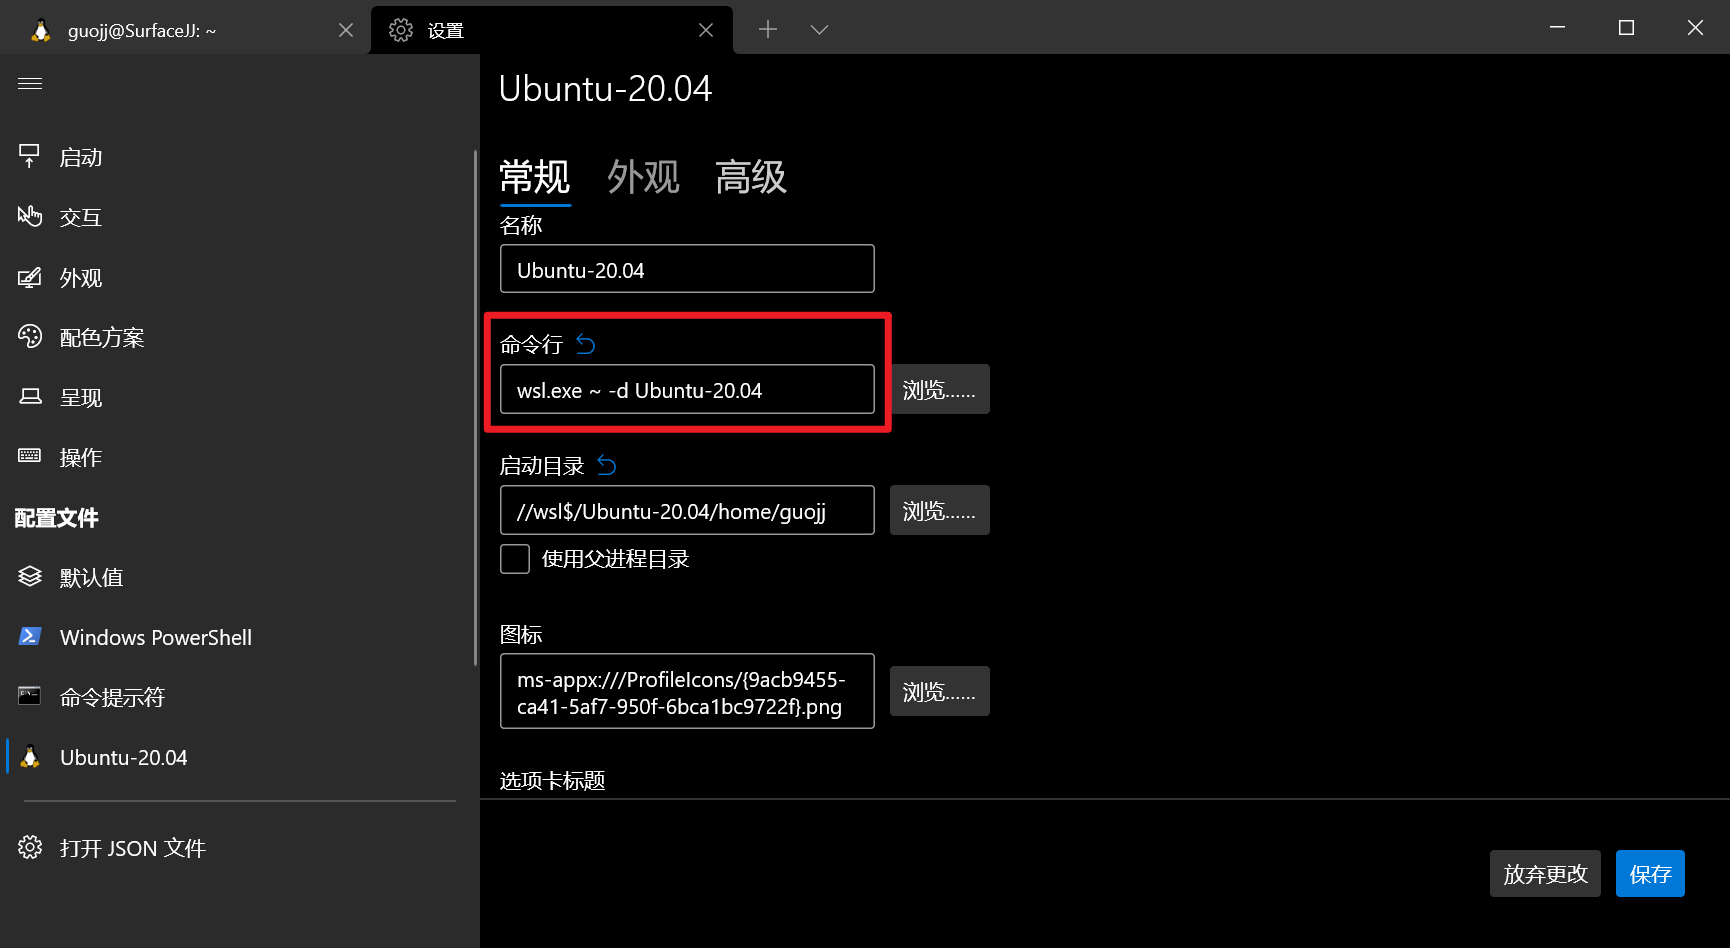 guojj@SurfaceJJ: ~
设置
启动
交互
外观
配色方案
呈现
操作
配置文件
默认值
Windows PowerShell
命令提示符
Ubuntu-20.04
打开 JSON 文件
Ubuntu-20.04
常规 外观 高级
名称
Ubuntu-20.04
命令行
wsl.exe ~ -d Ubuntu-20.04
浏览......
启动目录
//wsl$/Ubuntu-20.04/home/guojj
浏览......
使用父进程目录
图标
ms-appx:///ProfileIcons/{9acb9455-
ca41-5af7-950f-6bca1bc9722f}.png
浏览......
选项卡标题
放弃更改
保存